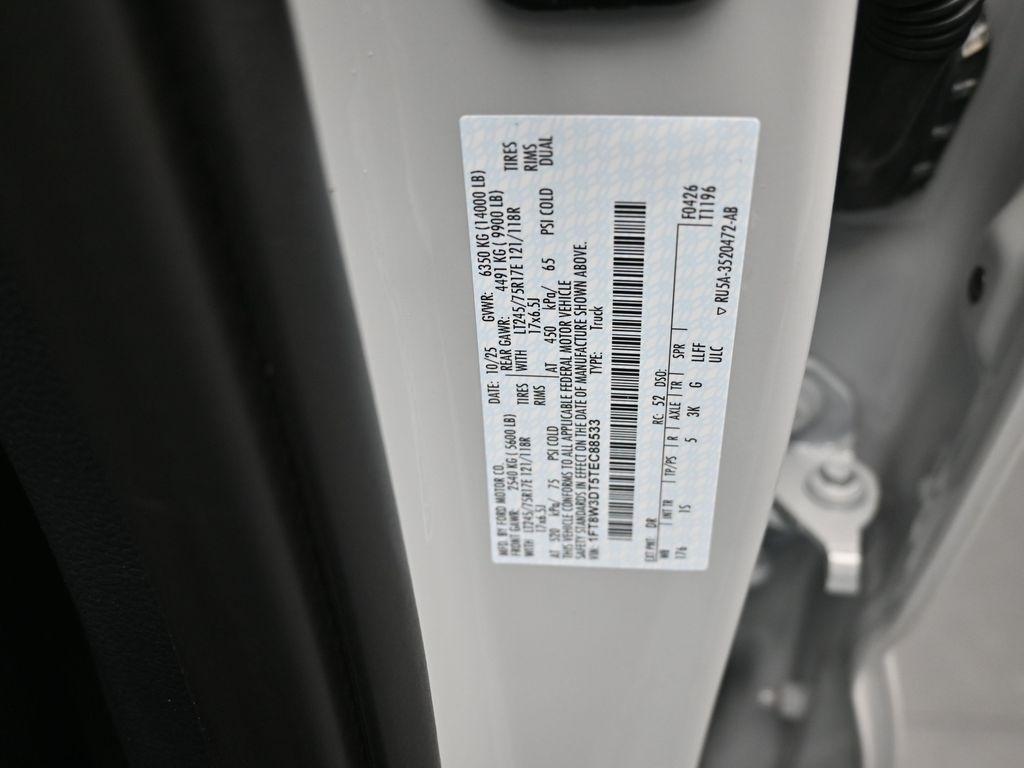 MFD. BY FORD MOTOR CO. DATE: 10/25 GVWR: 6350 KG (14000 LB)
FRONT GAWR: 2540 KG ( 5600 LB) REAR GAWR: 4491 KG ( 9900 LB)
WITH LT245/75R17E 121/118R TIRES WITH LT245/75R17E 121/118R TIRES
17x6.5J RIMS 17x6.5J RIMS
AT 520 kPa/ 75 PSI COLD AT 450 kPa/ 65 PSI COLD DUAL
THIS VEHICLE CONFORMS TO ALL APPLICABLE FEDERAL MOTOR VEHICLE
SAFETY STANDARDS IN EFFECT ON THE DATE OF MANUFACTURE SHOWN ABOVE.
VIN: 1FT8W3DT5TEC88533 TYPE: Truck
F0426
T1196
EXT PNT: DR RC: 52 DSO:
WB INT TR TP/PS R AXLE TR SPR
176 1S 5 3K G LLFF
ULC
▽ RU5A-3520472-AB